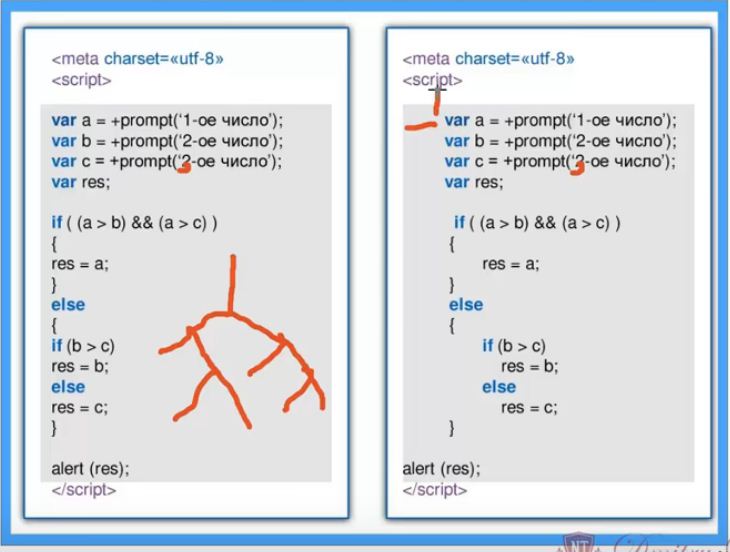 <meta charset=«utf-8»
<script>
var a = +prompt(‘1-ое число’);
var b = +prompt(‘2-ое число’);
var c = +prompt(‘3-ое число’);
var res;
if ( (a > b) && (a > c) )
{
res = a;
}
else
{
if (b > c)
res = b;
else
res = c;
}
alert (res);
</script>
<meta charset=«utf-8»
<script>
var a = +prompt(‘1-ое число’);
var b = +prompt(‘2-ое число’);
var c = +prompt(‘3-ое число’);
var res;
if ( (a > b) && (a > c) )
{
res = a;
}
else
{
if (b > c)
res = b;
else
res = c;
}
alert (res);
</script>
NT